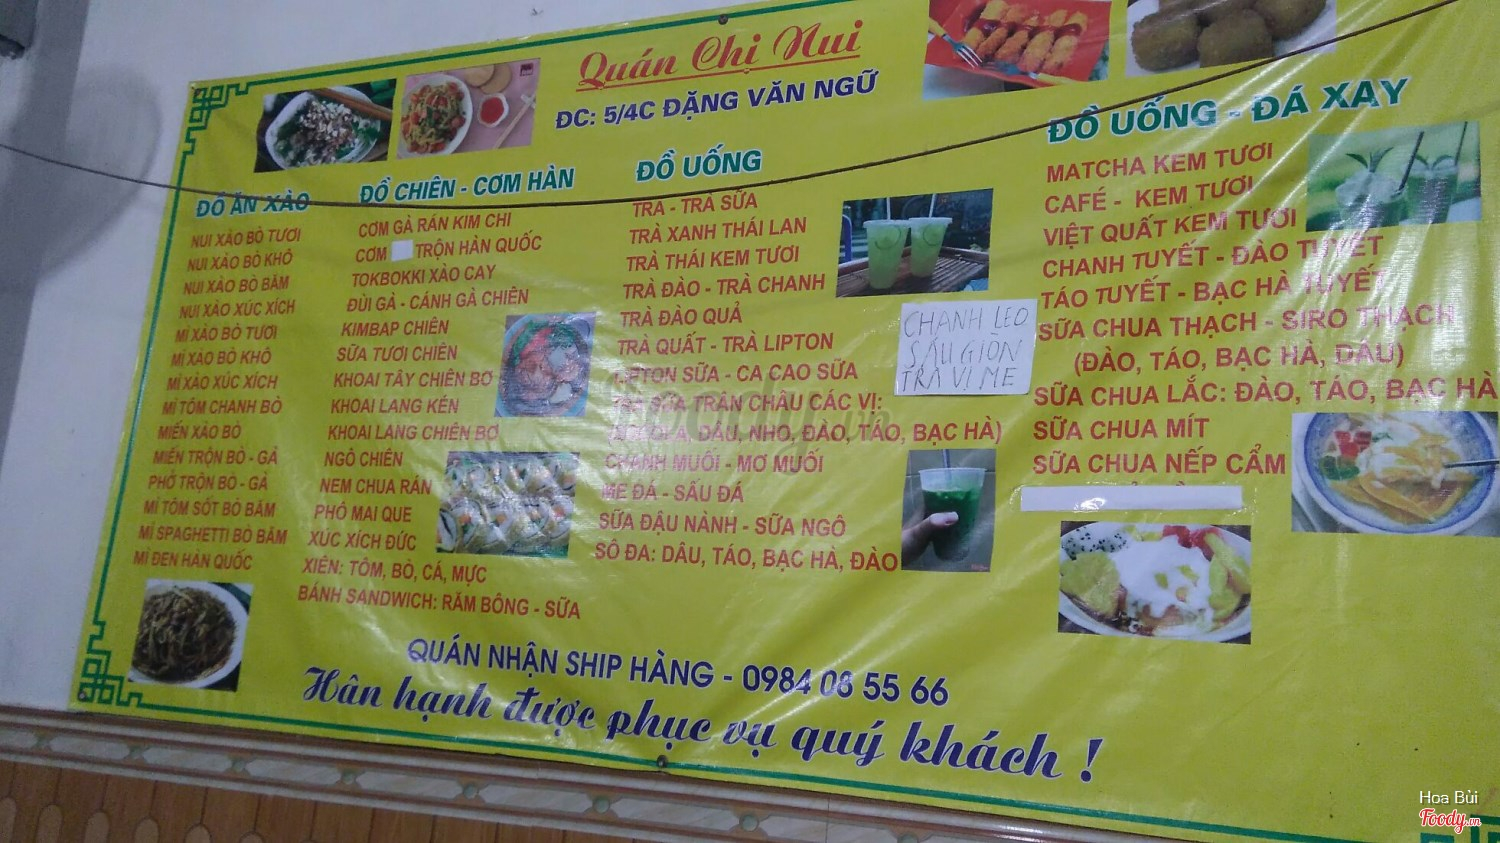 Quán Chị Nui
ĐC: 5/4C ĐẶNG VĂN NGỮ
ĐỒ ĂN XÀO
NUI XÀO BÒ TƯƠI
NUI XÀO BÒ KHÔ
NUI XÀO BÒ BĂM
NUI XÀO XÚC XÍCH
MÌ XÀO BÒ TƯƠI
MÌ XÀO BÒ KHÔ
MÌ XÀO XÚC XÍCH
MÌ TÔM CHANH BÒ
MIẾN XÀO BÒ
MIẾN TRỘN BÒ - GÀ
PHỞ TRỘN BÒ - GÀ
MÌ TÔM SỐT BÒ BĂM
MÌ SPAGHETTI BÒ BĂM
MÌ ĐEN HÀN QUỐC
ĐỒ CHIÊN - CƠM HÀN
CƠM GÀ RÁN KIM CHI
CƠM TRỘN HÀN QUỐC
TOKBOKKI XÀO CAY
ĐÙI GÀ - CÁNH GÀ CHIÊN
KIMBAP CHIÊN
SỮA TƯƠI CHIÊN
KHOAI TÂY CHIÊN BƠ
KHOAI LANG KÉN
KHOAI LANG CHIÊN BƠ
NGÔ CHIÊN
NEM CHUA RÁN
PHÔ MAI QUE
XÚC XÍCH ĐỨC
XIÊN: TÔM, BÒ, CÁ, MỰC
BÁNH SANDWICH: RĂM BÔNG - SỮA
ĐỒ UỐNG
TRÀ - TRÀ SỮA
TRÀ XANH THÁI LAN
TRÀ THÁI KEM TƯƠI
TRÀ ĐÀO - TRÀ CHANH
TRÀ ĐÀO QUẢ
TRÀ QUẤT - TRÀ LIPTON
LIPTON SỮA - CA CAO SỮA
TRÀ SỮA TRÂN CHÂU CÁC VỊ:
DÂU, NHO, ĐÀO, TÁO, BẠC HÀ)
CHANH MUỐI - MƠ MUỐI
ME ĐÁ - SẤU ĐÁ
SỮA ĐẬU NÀNH - SỮA NGÔ
SÔ ĐA: DÂU, TÁO, BẠC HÀ, ĐÀO
CHANH LEO
SẤU GIÒN
TRÀ VỊ ME
ĐỒ UỐNG - ĐÁ XAY
MATCHA KEM TƯƠI
CAFÉ - KEM TƯƠI
VIỆT QUẤT KEM TƯƠI
CHANH TUYẾT - ĐÀO TUYẾT
TÁO TUYẾT - BẠC HÀ TUYẾT
SỮA CHUA THẠCH - SIRO THẠCH
(ĐÀO, TÁO, BẠC HÀ, DÂU)
SỮA CHUA LẮC: ĐÀO, TÁO, BẠC HÀ
SỮA CHUA MÍT
SỮA CHUA NẾP CẨM
QUÁN NHẬN SHIP HÀNG - 0984 08 55 66
Hân hạnh được phục vụ quý khách !
Hoa Bùi
Foody.vn